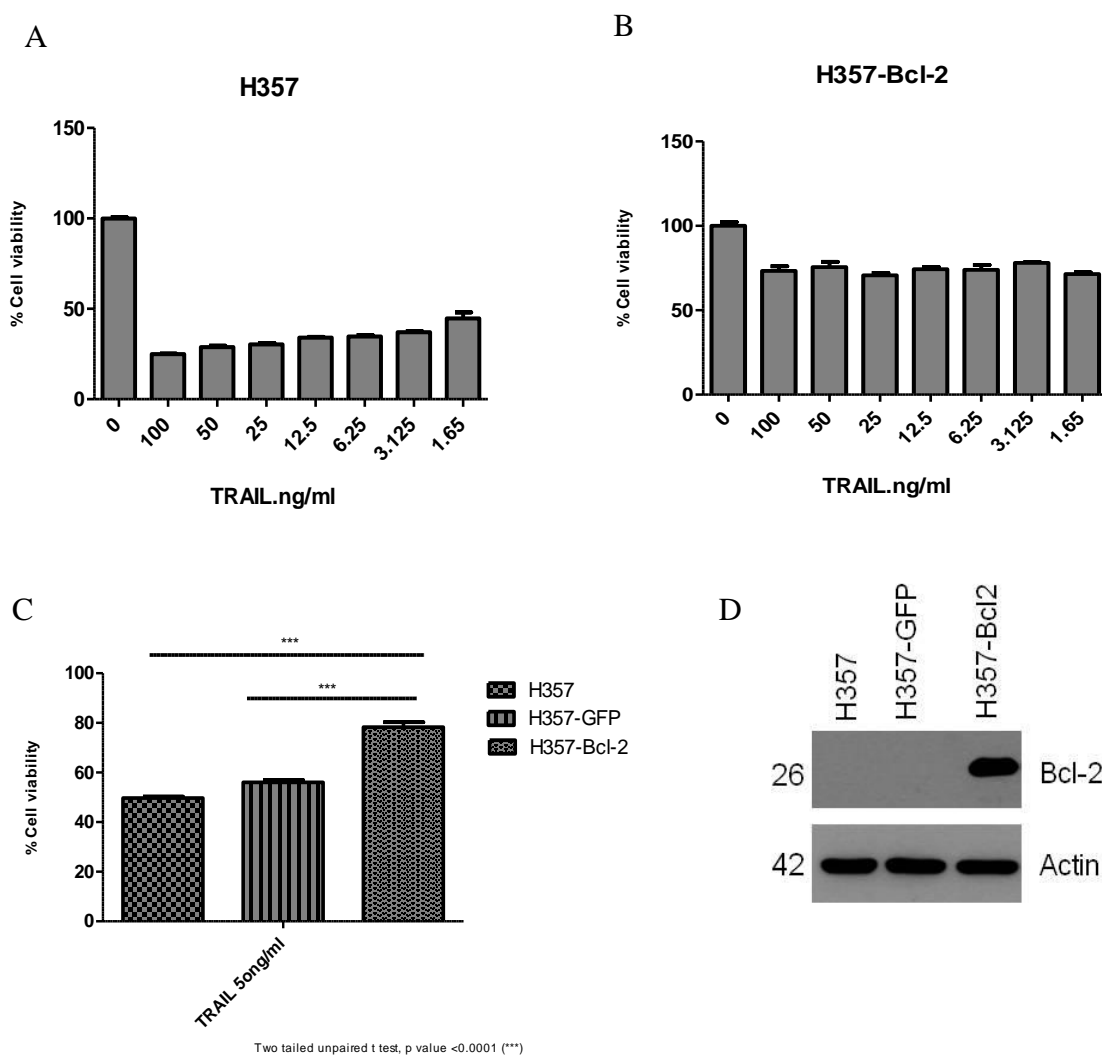 A
H357
150
100
50
0
% Cell viability
0
100
50
25
12.5
6.25
3.125
1.65
TRAIL.ng/ml
B
H357-Bcl-2
150
100
50
0
% Cell viability
0
100
50
25
12.5
6.25
3.125
1.65
TRAIL.ng/ml
C
***
***
100
80
60
40
20
0
% Cell viability
TRAIL 5ong/ml
H357
H357-GFP
H357-Bcl-2
Two tailed unpaired t test, p value <0.0001 (***)
D
H357
H357-GFP
H357-Bcl2
26 Bcl-2
42 Actin